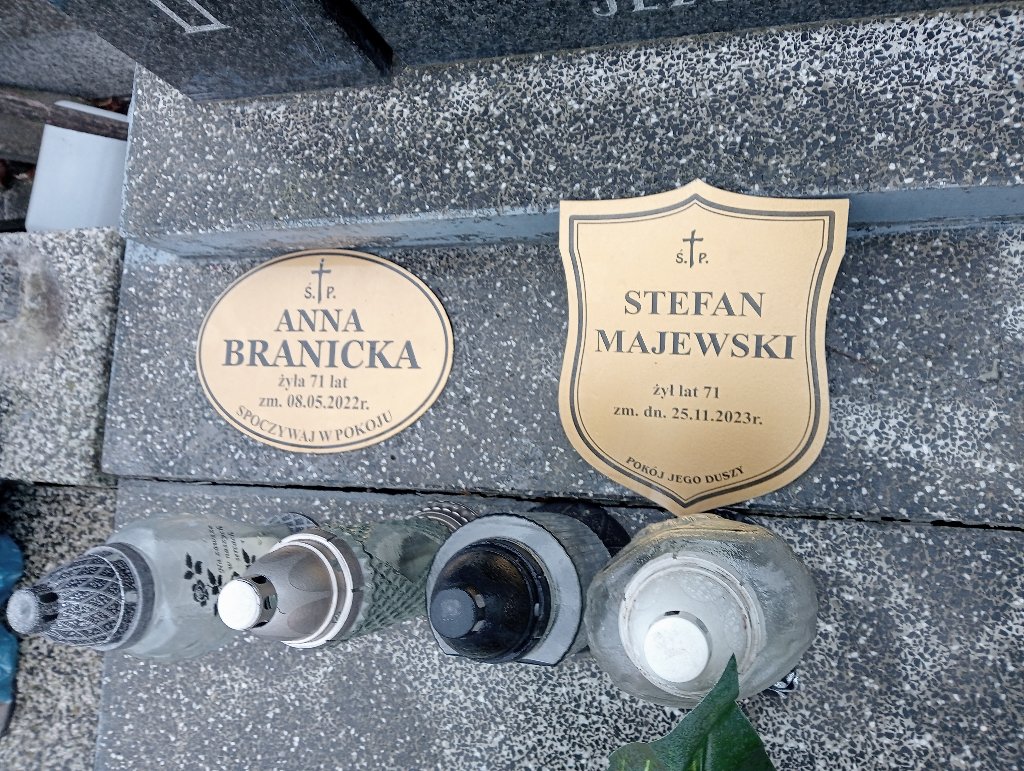 Ś. P.
ANNA
BRANICKA
żyła 71 lat
zm. 08.05.2022r.
SPOCZYWAJ W POKOJU
Ś. P.
STEFAN
MAJEWSKI
żył lat 71
zm. dn. 25.11.2023r.
POKÓJ JEGO DUSZY